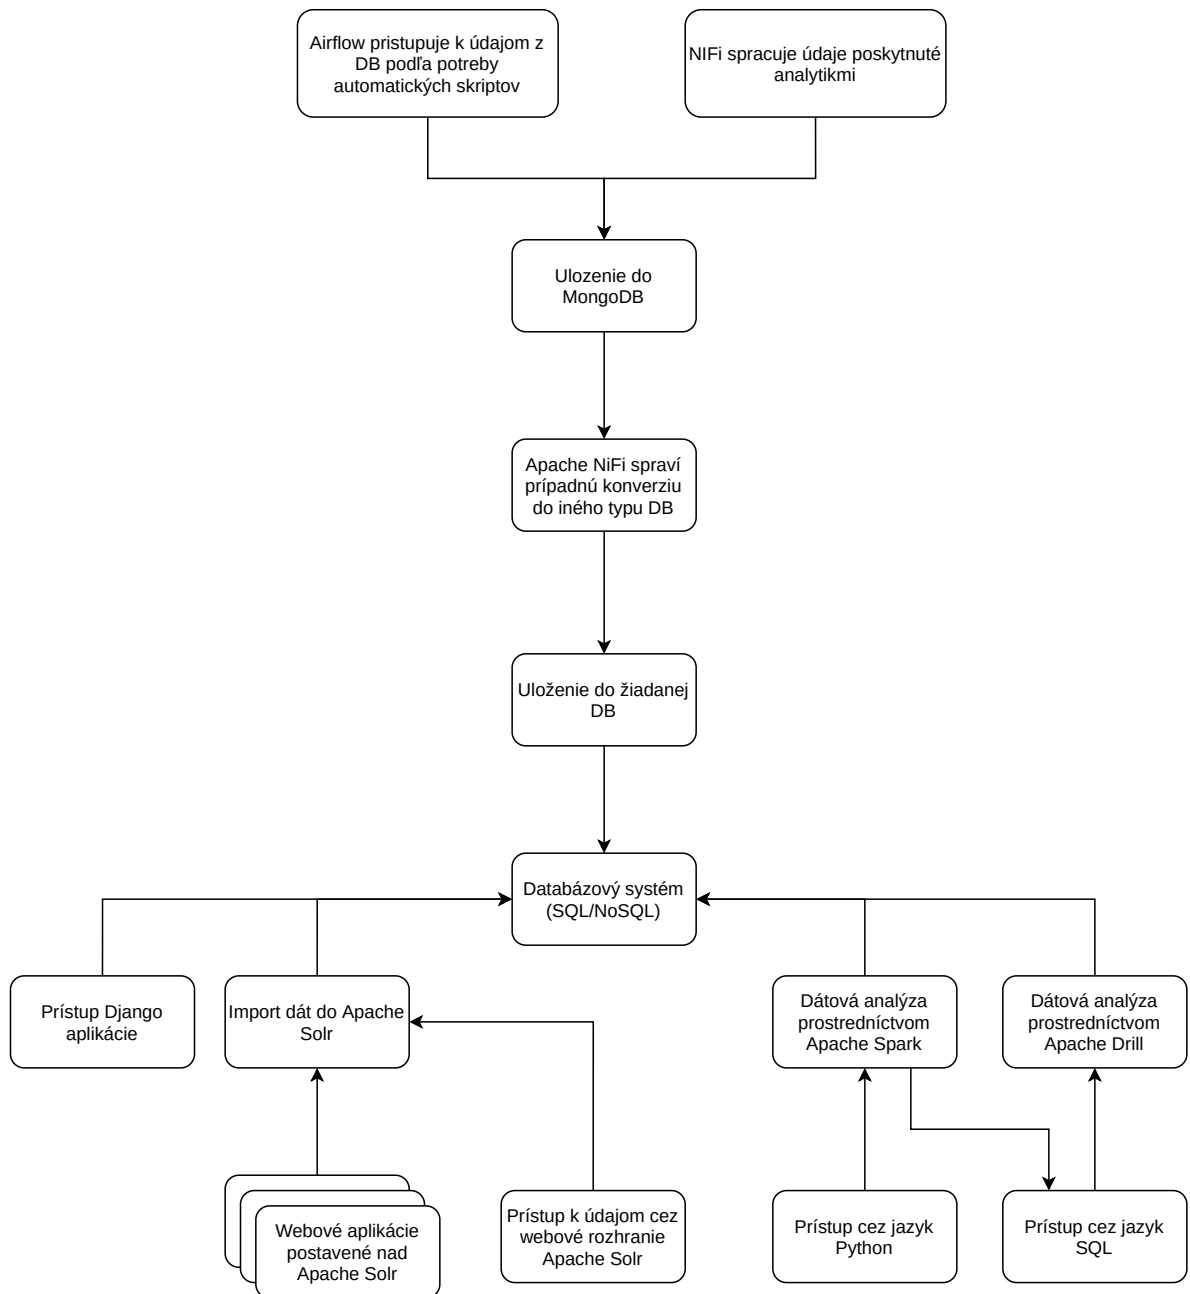 Airflow pristupuje k údajom z
DB podľa potreby
automatických skriptov
NIFi spracuje údaje poskytnuté
analytikmi
Ulozenie do
MongoDB
Apache NiFi spraví
prípadnú konverziu
do iného typu DB
Uloženie do žiadanej
DB
Databázový systém
(SQL/NoSQL)
Prístup Django
aplikácie
Import dát do Apache
Solr
Dátová analýza
prostredníctvom
Apache Spark
Dátová analýza
prostredníctvom
Apache Drill
Webové aplikácie
postavené nad
Apache Solr
Prístup k údajom cez
webové rozhranie
Apache Solr
Prístup cez jazyk
Python
Prístup cez jazyk
SQL